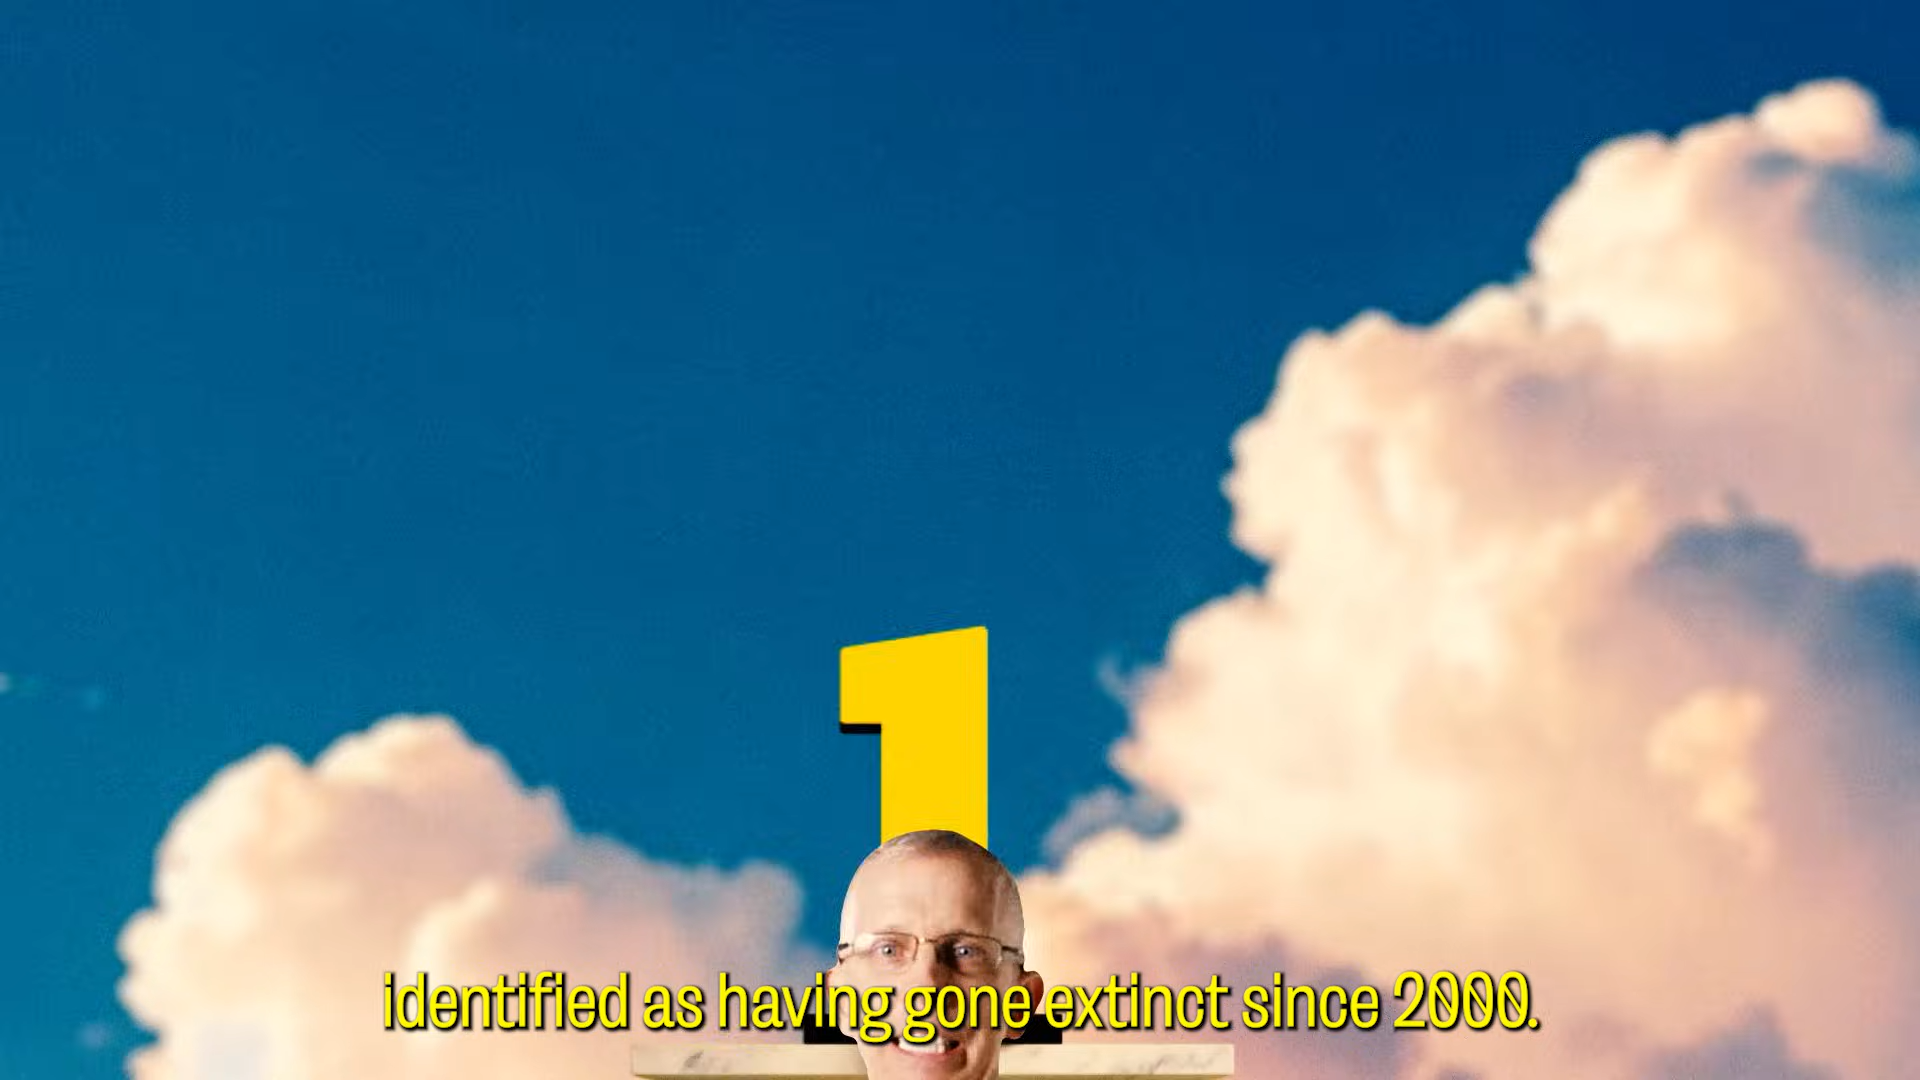 1
identified as having gone extinct since 2000.